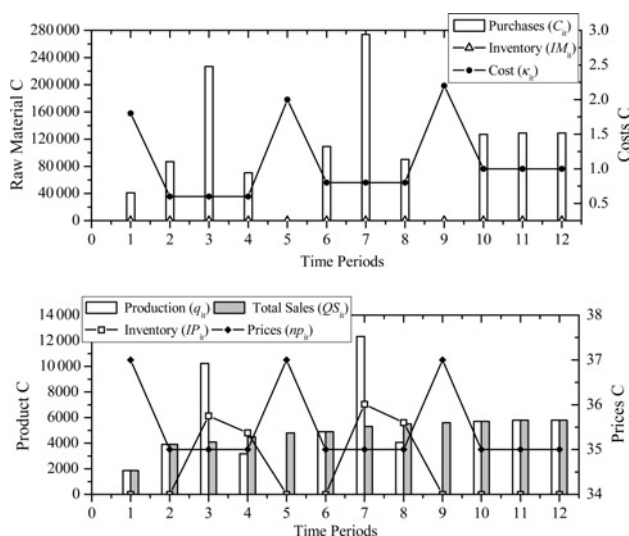 280 000
240 000
200 000
160 000
120 000
80 000
40 000
0
Raw Material C
Purchases (C_it)
Inventory (IM_it)
Cost (κ_it)
3.0
2.5
2.0
1.5
1.0
0.5
Costs C
0 1 2 3 4 5 6 7 8 9 10 11 12
Time Periods
14 000
12 000
10 000
8000
6000
4000
2000
0
Product C
Production (q_it) Total Sales (QS_it)
Inventory (IP_it) Prices (np_it)
38
37
36
35
34
Prices C
0 1 2 3 4 5 6 7 8 9 10 11 12
Time Periods